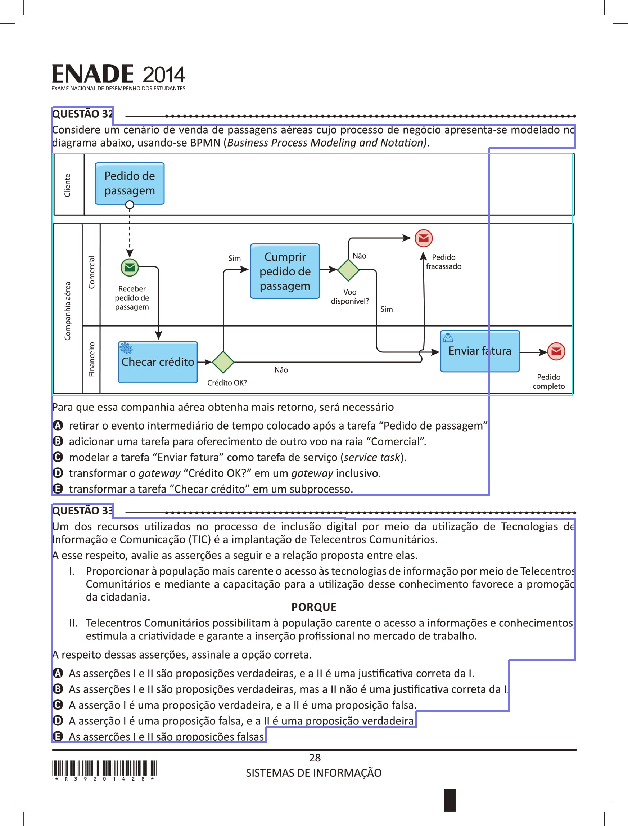 ENADE 2014
EXAME NACIONAL DE DESEMPENHO DOS ESTUDANTES
QUESTÃO 32
Considere um cenário de venda de passagens aéreas cujo processo de negócio apresenta-se modelado no
diagrama abaixo, usando-se BPMN (Business Process Modeling and Notation).
Cliente
Pedido de
passagem
Companhia aérea
Comercial
Receber
pedido de
passagem
Sim
Cumprir
pedido de
passagem
Não
Voo
disponível?
Sim
Pedido
fracassado
Financeiro
Checar crédito
Crédito OK?
Não
Enviar fatura
Pedido
completo
Para que essa companhia aérea obtenha mais retorno, será necessário
A retirar o evento intermediário de tempo colocado após a tarefa “Pedido de passagem”
B adicionar uma tarefa para oferecimento de outro voo na raia “Comercial”.
C modelar a tarefa “Enviar fatura” como tarefa de serviço (service task).
D transformar o gateway “Crédito OK?” em um gateway inclusivo.
E transformar a tarefa “Checar crédito” em um subprocesso.
QUESTÃO 33
Um dos recursos utilizados no processo de inclusão digital por meio da utilização de Tecnologias de
Informação e Comunicação (TIC) é a implantação de Telecentros Comunitários.
A esse respeito, avalie as asserções a seguir e a relação proposta entre elas.
I. Proporcionar à população mais carente o acesso às tecnologias de informação por meio de Telecentros
Comunitários e mediante a capacitação para a utilização desse conhecimento favorece a promoção
da cidadania.
PORQUE
II. Telecentros Comunitários possibilitam à população carente o acesso a informações e conhecimentos,
estimula a criatividade e garante a inserção profissional no mercado de trabalho.
A respeito dessas asserções, assinale a opção correta.
A As asserções I e II são proposições verdadeiras, e a II é uma justificativa correta da I.
B As asserções I e II são proposições verdadeiras, mas a II não é uma justificativa correta da I.
C A asserção I é uma proposição verdadeira, e a II é uma proposição falsa.
D A asserção I é uma proposição falsa, e a II é uma proposição verdadeira.
E As asserções I e II são proposições falsas.
28
SISTEMAS DE INFORMAÇÃO
*R39201428*